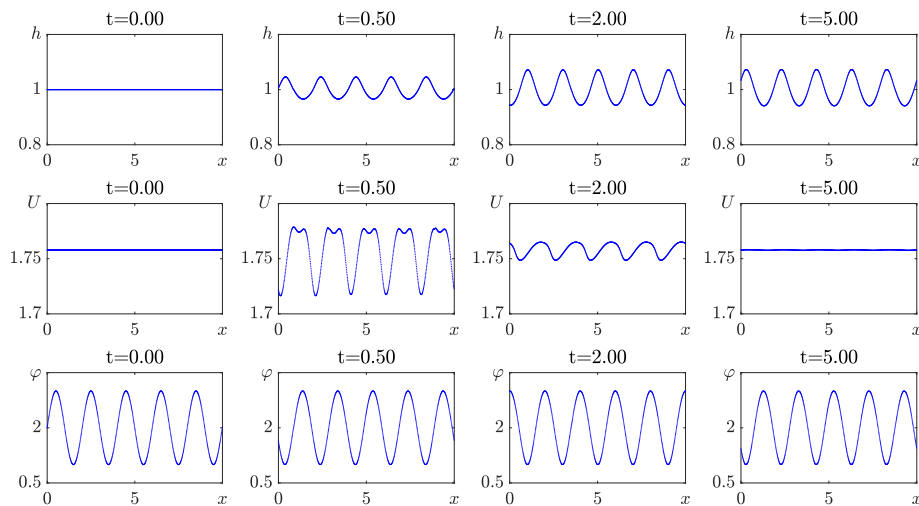 t=0.00 t=0.50 t=2.00 t=5.00
h h h h
1 1 1 1
0.8 0.8 0.8 0.8
0 5 x 0 5 x 0 5 x 0 5 x
t=0.00 t=0.50 t=2.00 t=5.00
U U U U
1.75 1.75 1.75 1.75
1.7 1.7 1.7 1.7
0 5 x 0 5 x 0 5 x 0 5 x
t=0.00 t=0.50 t=2.00 t=5.00
φ φ φ φ
2 2 2 2
0.5 0.5 0.5 0.5
0 5 x 0 5 x 0 5 x 0 5 x